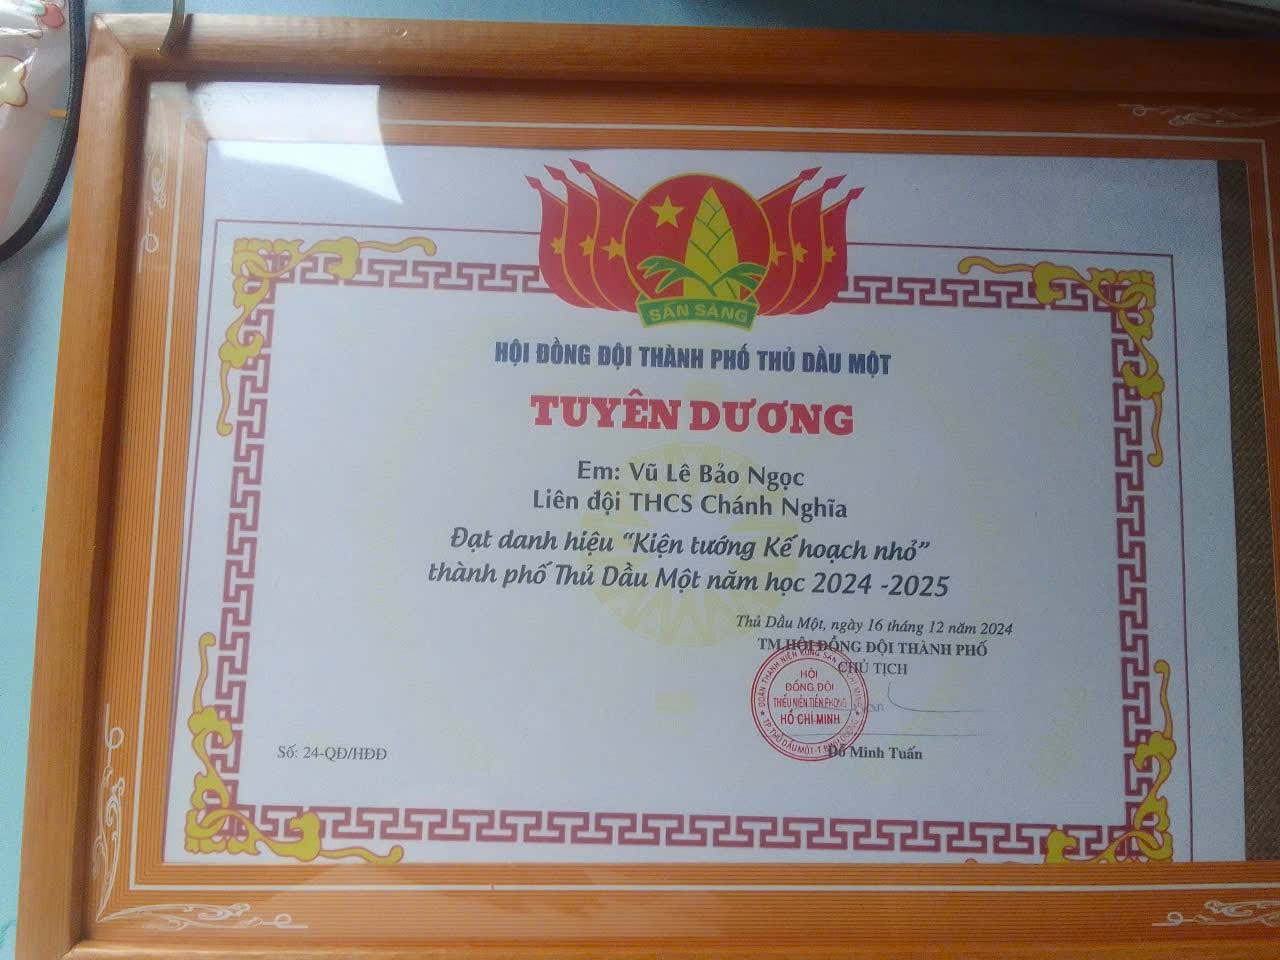 SẴN SÀNG
HỘI ĐỒNG ĐỘI THÀNH PHỐ THỦ DẦU MỘT
TUYÊN DƯƠNG
Em: Vũ Lê Bảo Ngọc
Liên đội THCS Chánh Nghĩa
Đạt danh hiệu “Kiện tướng Kế hoạch nhỏ”
thành phố Thủ Dầu Một năm học 2024 -2025
Thủ Dầu Một, ngày 16 tháng 12 năm 2024
TM.HỘI ĐỒNG ĐỘI THÀNH PHỐ
CHỦ TỊCH
HỘI
ĐỒNG ĐỘI
THIẾU NIÊN TIỀN PHONG
HỒ CHÍ MINH
Đỗ Minh Tuấn
Số: 24-QĐ/HĐĐ